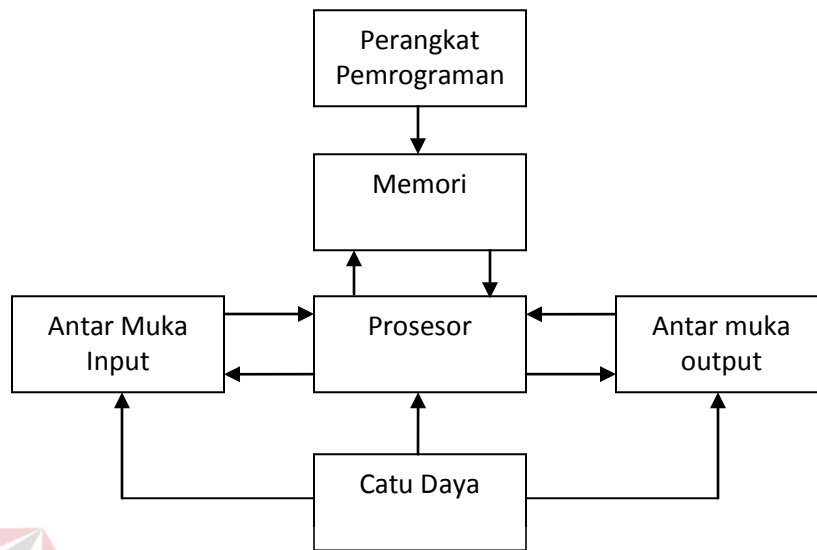 Perangkat
Pemrograman
Memori
Antar Muka
Input
Prosesor
Antar muka
output
Catu Daya